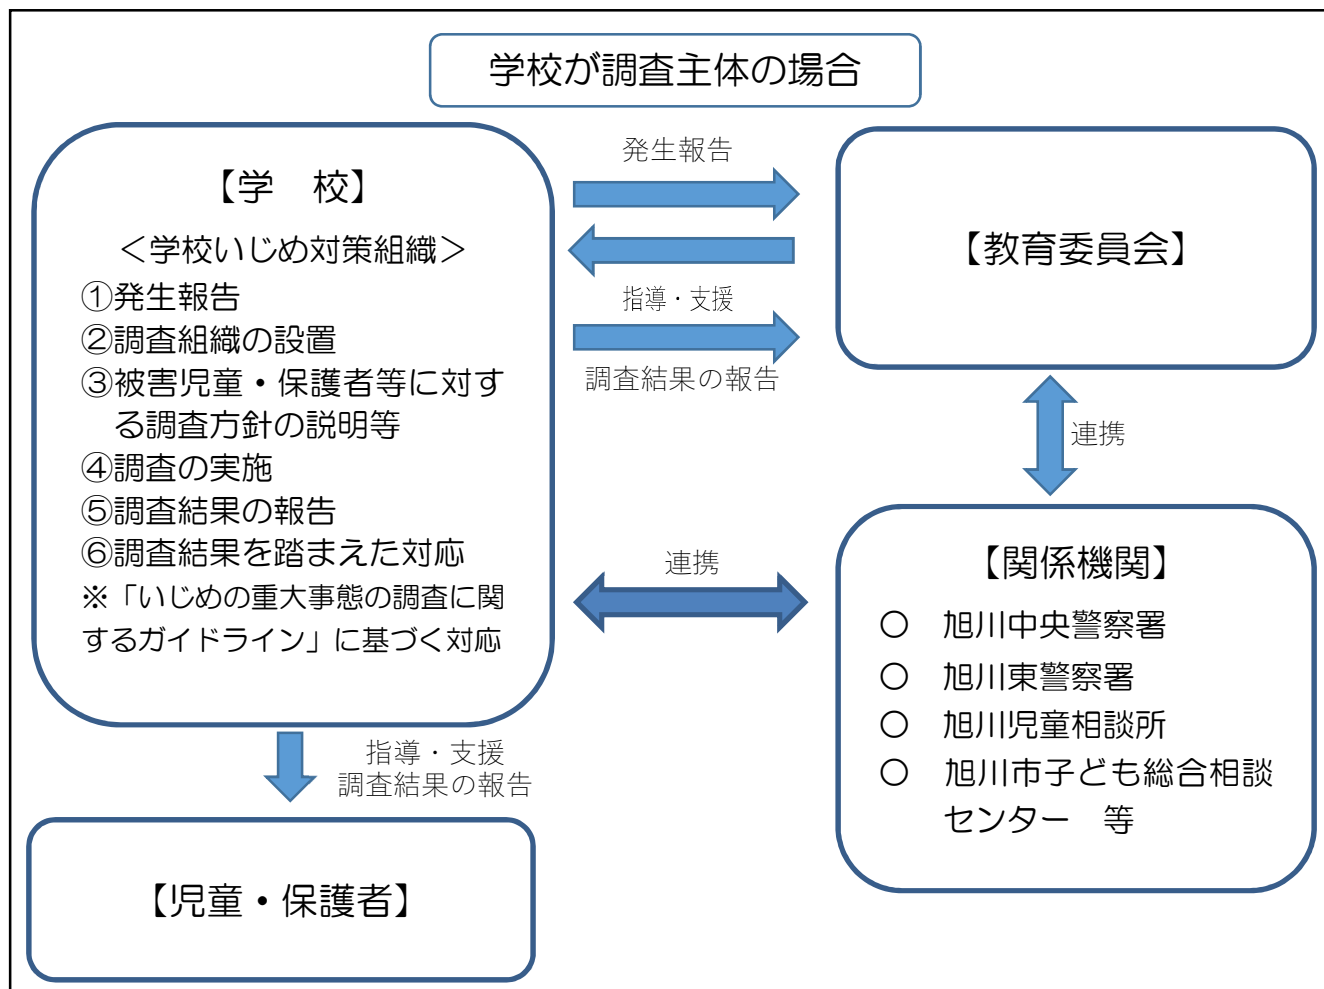 学校が調査主体の場合
【学　校】
＜学校いじめ対策組織＞
①発生報告
②調査組織の設置
③被害児童・保護者等に対す
る調査方針の説明等
④調査の実施
⑤調査結果の報告
⑥調査結果を踏まえた対応
※「いじめの重大事態の調査に関
するガイドライン」に基づく対応
発生報告
指導・支援
調査結果の報告
【教育委員会】
連携
連携
【関係機関】
○　旭川中央警察署
○　旭川東警察署
○　旭川児童相談所
○　旭川市子ども総合相談
センター　等
指導・支援
調査結果の報告
【児童・保護者】